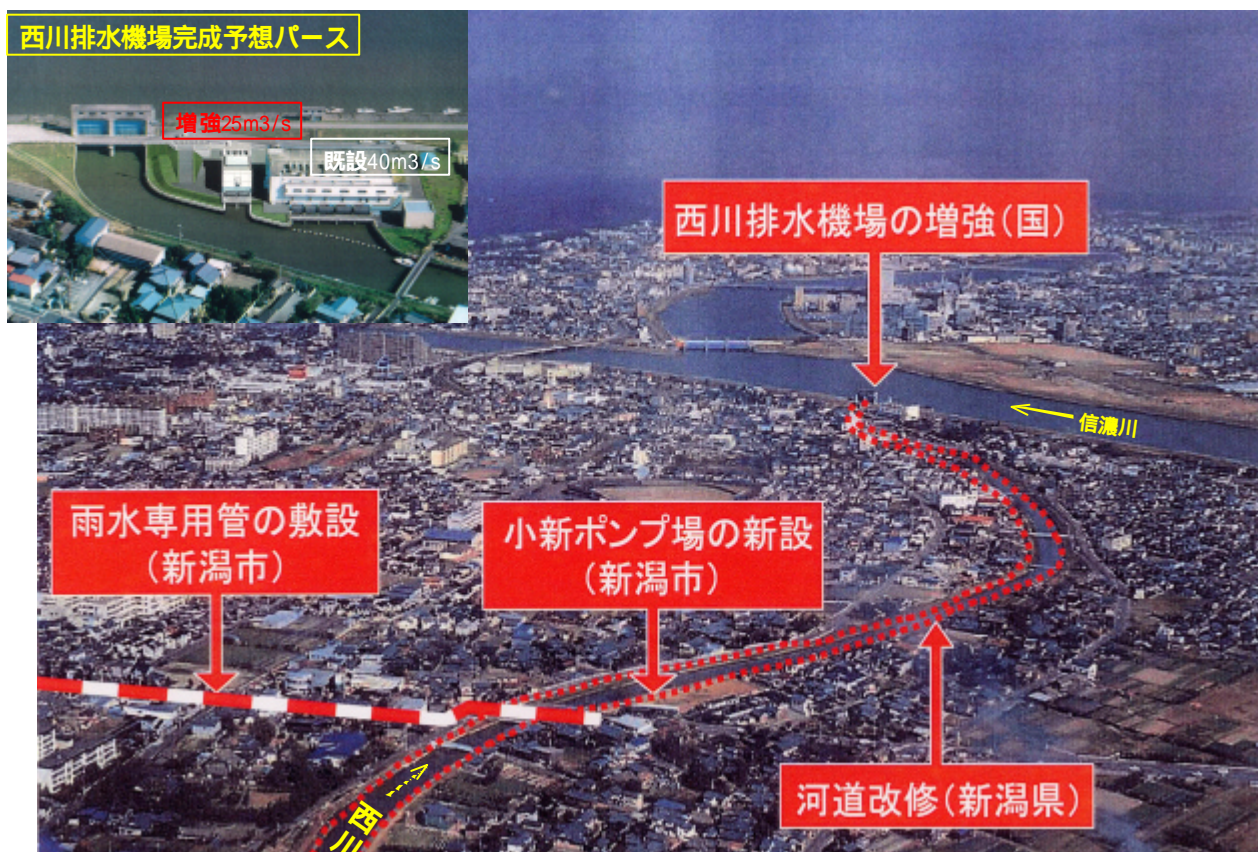 西川排水機場完成予想パース
増強25m3/s
既設40m3/s
西川排水機場の増強(国)
信濃川
雨水専用管の敷設
(新潟市)
小新ポンプ場の新設
(新潟市)
河道改修(新潟県)
西川